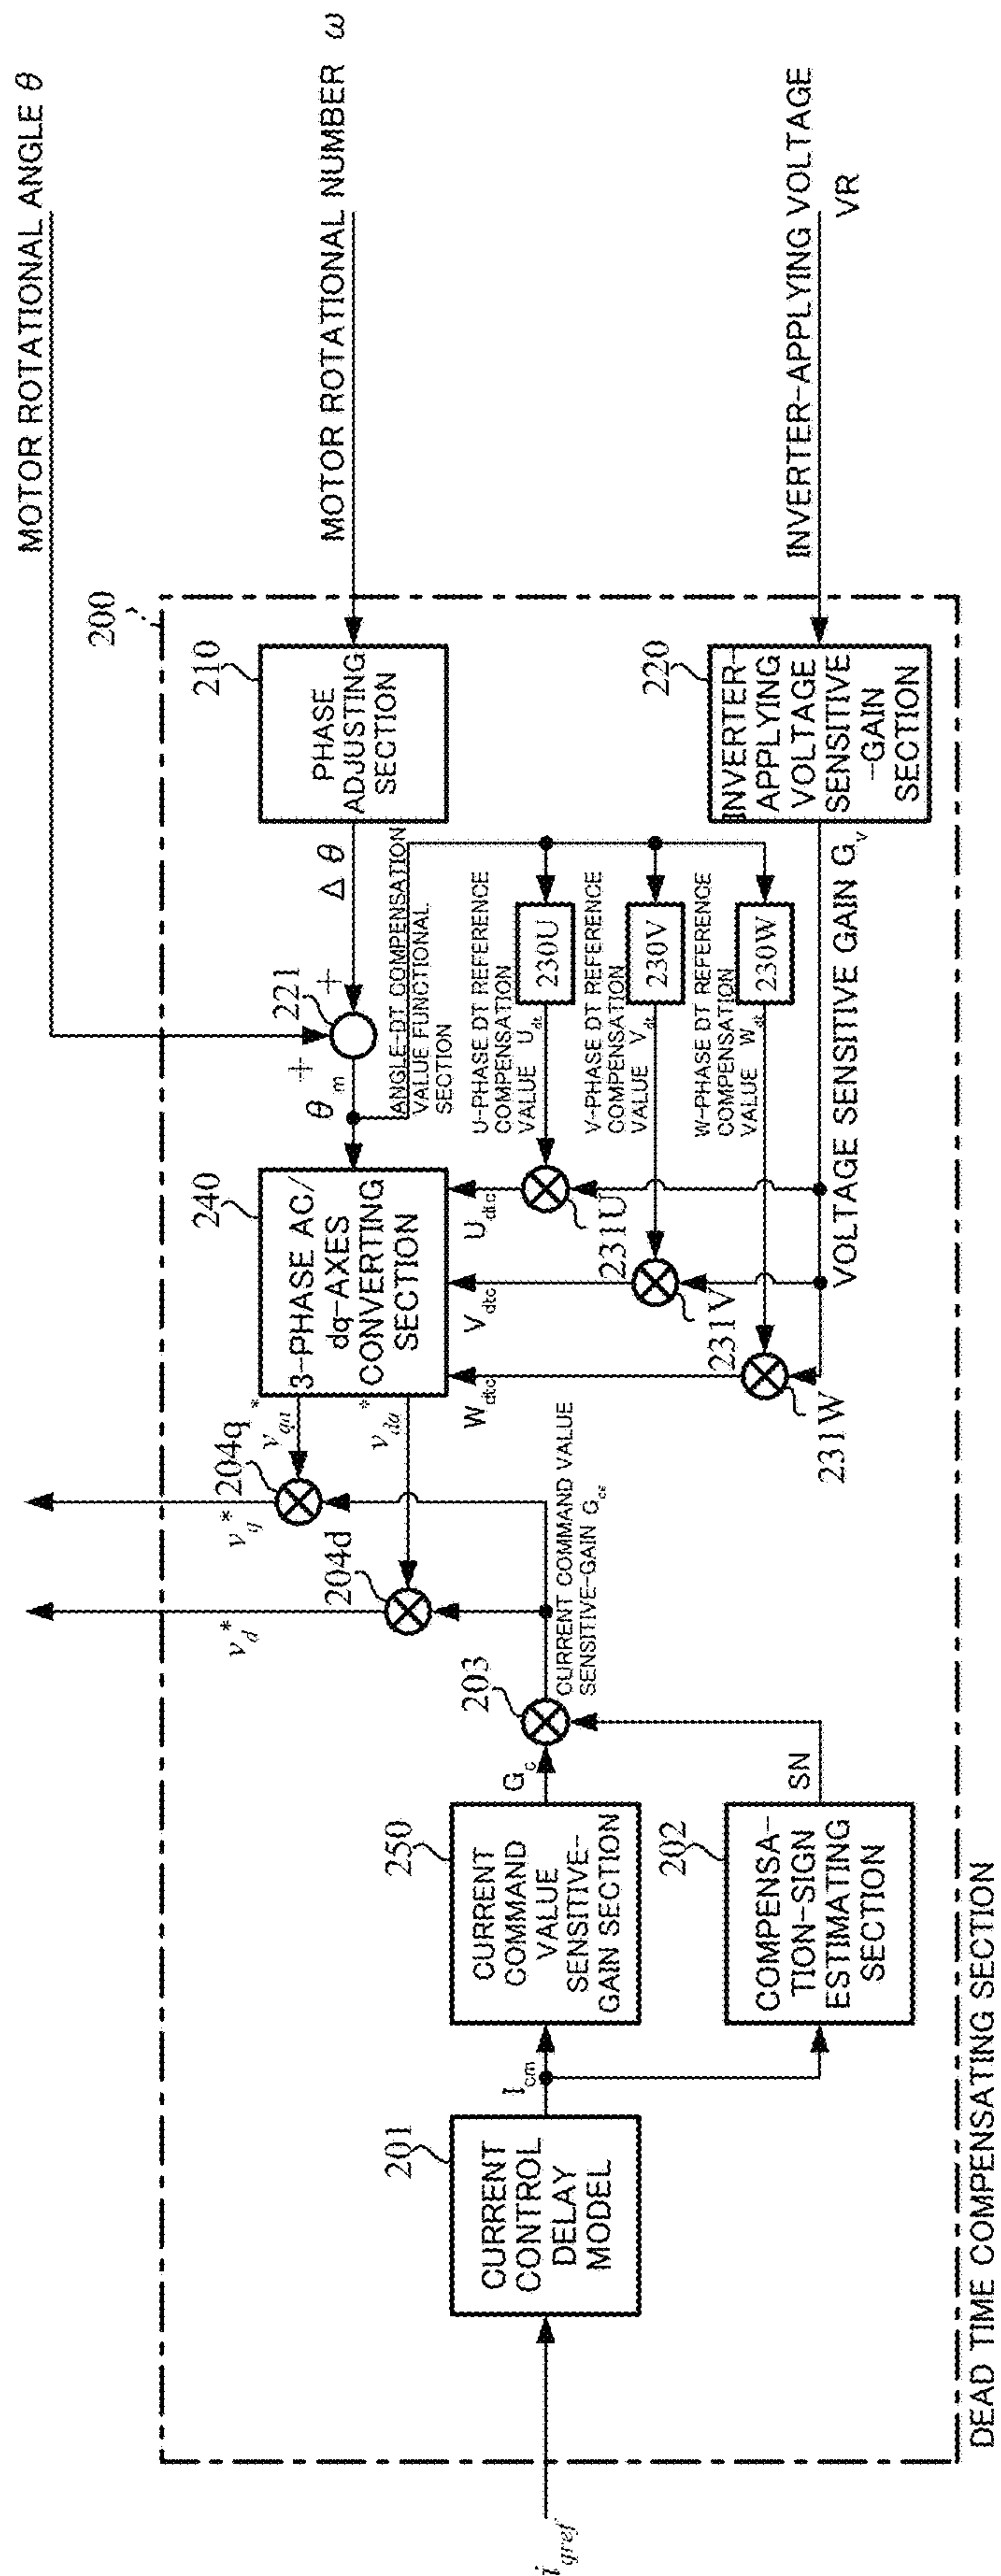 MOTOR ROTATIONAL ANGLE θ
MOTOR ROTATIONAL NUMBER ω
INVERTER-APPLYING VOLTAGE
VR
200
210
PHASE
ADJUSTING
SECTION
220
INVERTER-
APPLYING
VOLTAGE
SENSITIVE
-GAIN
SECTION
Δθ
+
221
+
θm
ANGLE-DT COMPENSATION
VALUE FUNCTIONAL
SECTION
230U
230V
230W
U-PHASE DT REFERENCE
COMPENSATION
VALUE Udt
V-PHASE DT REFERENCE
COMPENSATION
VALUE Vdt
W-PHASE DT REFERENCE
COMPENSATION
VALUE Wdt
VOLTAGE SENSITIVE GAIN Gv
240
3-PHASE AC/
dq-AXES
CONVERTING
SECTION
Udtc
Vdtc
Wdtc
231U
231V
231W
vqa*
vda*
204q
vq*
204d
vd*
CURRENT COMMAND VALUE
SENSITIVE-GAIN Gcs
203
Gc
SN
250
CURRENT
COMMAND
VALUE
SENSITIVE-
GAIN SECTION
202
COMPENSA-
TION-SIGN
ESTIMATING
SECTION
Icm
201
CURRENT
CONTROL
DELAY
MODEL
iqref
DEAD TIME COMPENSATING SECTION